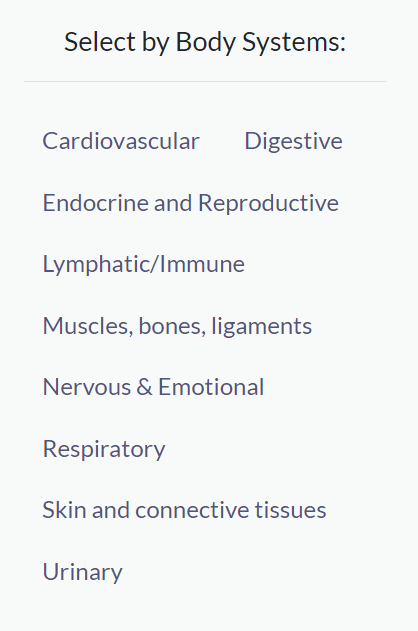 Select by Body Systems:
Cardiovascular Digestive
Endocrine and Reproductive
Lymphatic/Immune
Muscles, bones, ligaments
Nervous & Emotional
Respiratory
Skin and connective tissues
Urinary